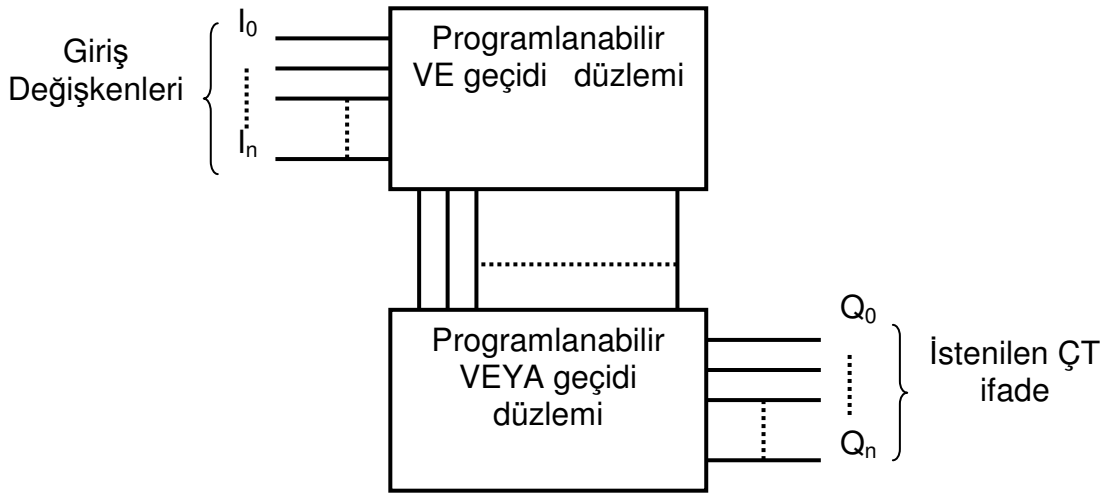 Giriş
Değişkenleri
I0
In
Programlanabilir
VE geçidi düzlemi
Programlanabilir
VEYA geçidi
düzlemi
Q0
Qn
İstenilen ÇT
ifade